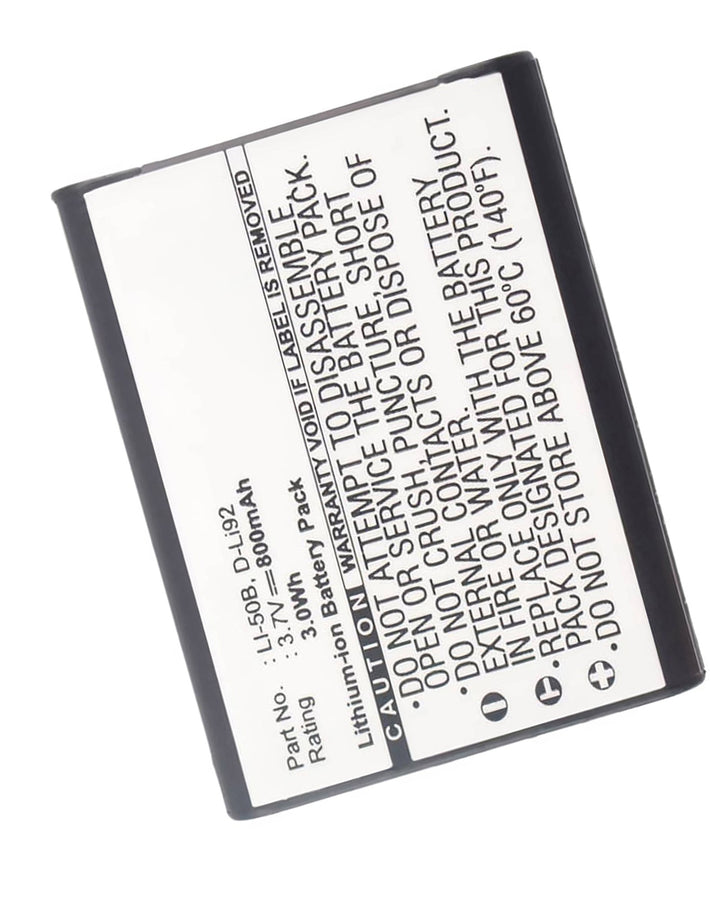 Part No. : LI-50B, D-Li92
Rating : 3.7V⎓800mAh
3.0Wh
Lithium-ion Battery Pack
CAUTION WARRANTY VOID IF LABEL IS REMOVED
•DO NOT ATTEMPT TO DISASSEMBLE,
OPEN OR SERVICE THE BATTERY PACK.
•DO NOT CRUSH, PUNCTURE, SHORT
EXTERNAL CONTACTS OR DISPOSE OF
IN FIRE OR WATER.
•REPLACE ONLY WITH THE BATTERY
PACK DESIGNATED FOR THIS PRODUCT.
•DO NOT STORE ABOVE 60°C (140°F).
− T +